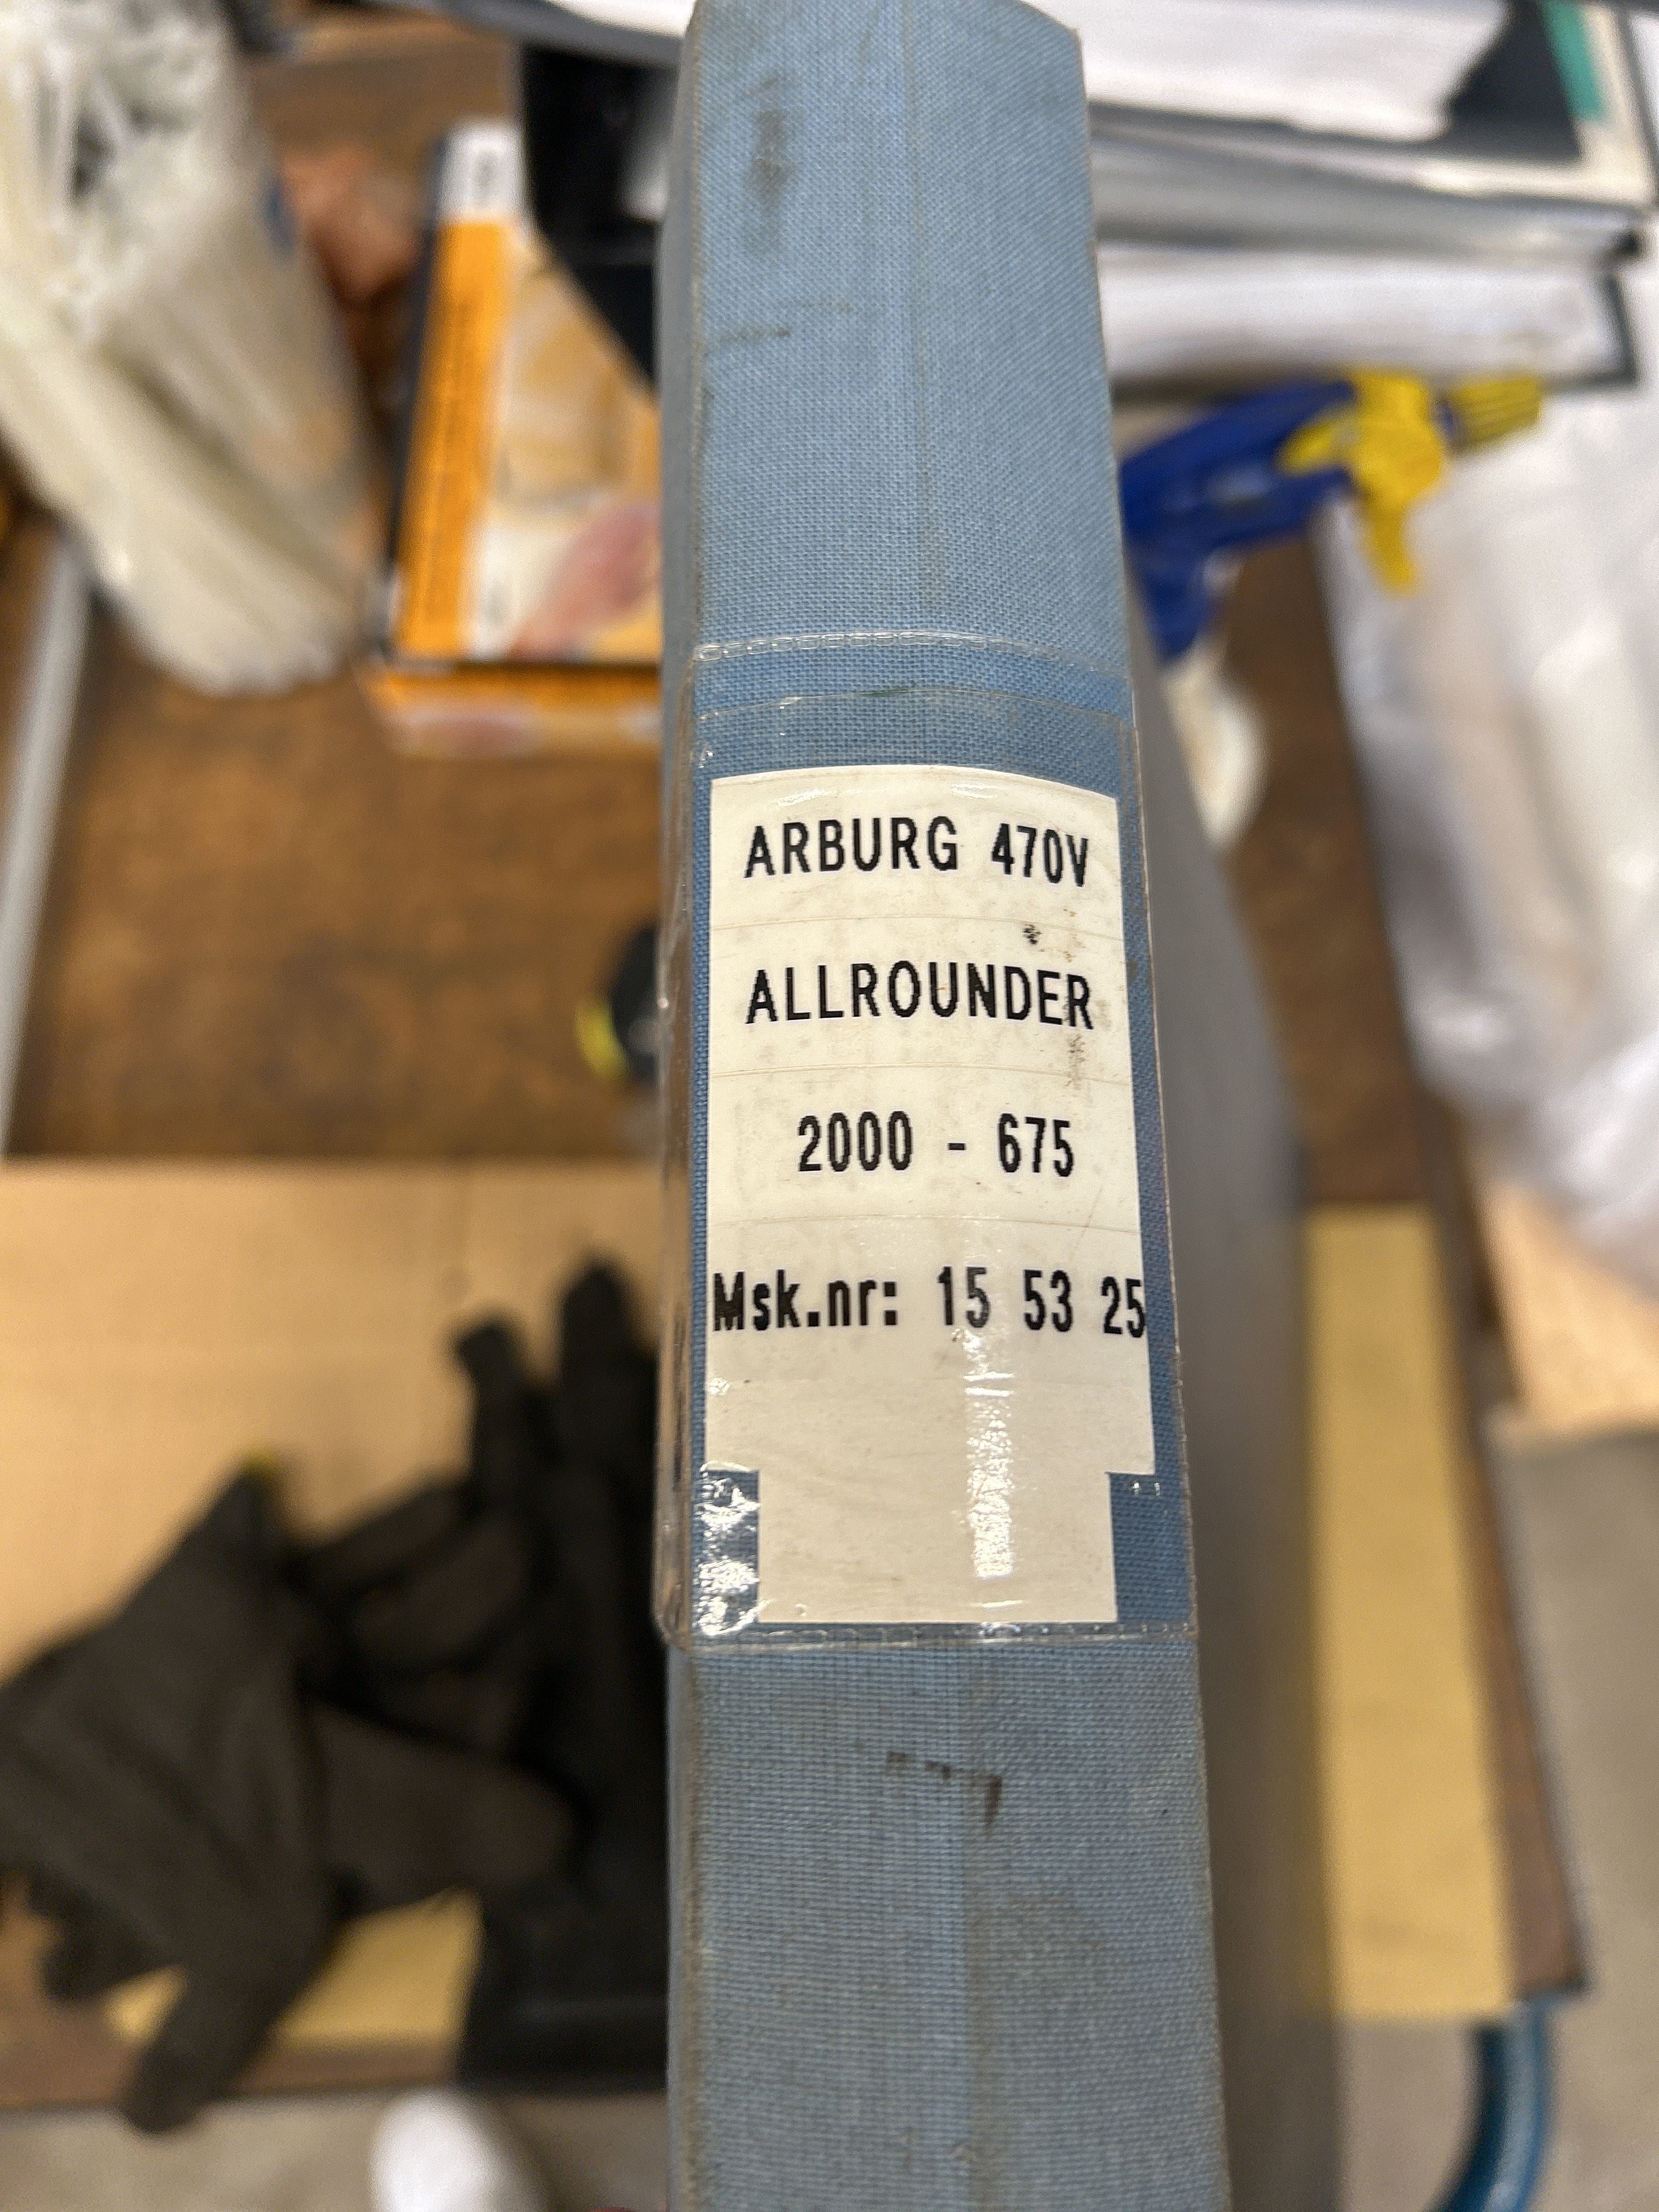 ARBURG 470V
ALLROUNDER
2000 - 675
Msk.nr: 15 53 25